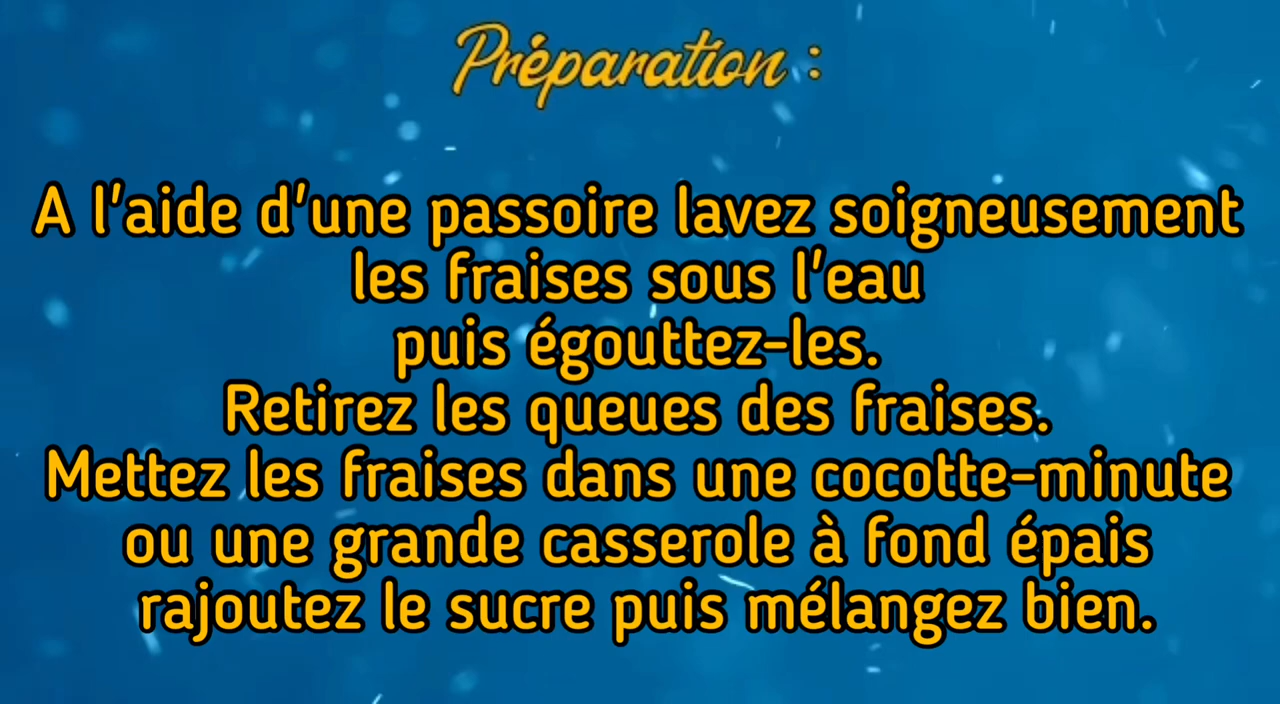 Préparation :
A l'aide d'une passoire lavez soigneusement
les fraises sous l'eau
puis égouttez-les.
Retirez les queues des fraises.
Mettez les fraises dans une cocotte-minute
ou une grande casserole à fond épais
rajoutez le sucre puis mélangez bien.